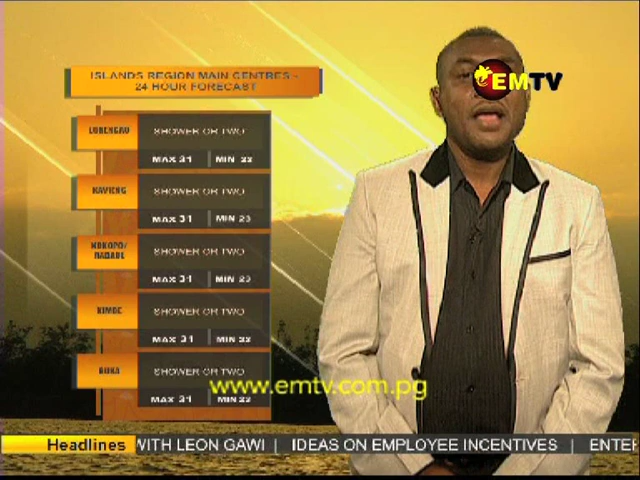 EMTV
ISLANDS REGION MAIN CENTRES -
24 HOUR FORECAST
LORENGAU
SHOWER OR TWO
MAX 31 | MIN 22
KAVIENG
SHOWER OR TWO
MAX 31 | MIN 23
KOKOPO/
RABAUL
SHOWER OR TWO
MAX 31 | MIN 22
KIMBE
SHOWER OR TWO
MAX 31 | MIN 22
BUKA
SHOWER OR TWO
MAX 31 | MIN 22
www.emtv.com.pg
Headlines WITH LEON GAWI | IDEAS ON EMPLOYEE INCENTIVES | ENTE